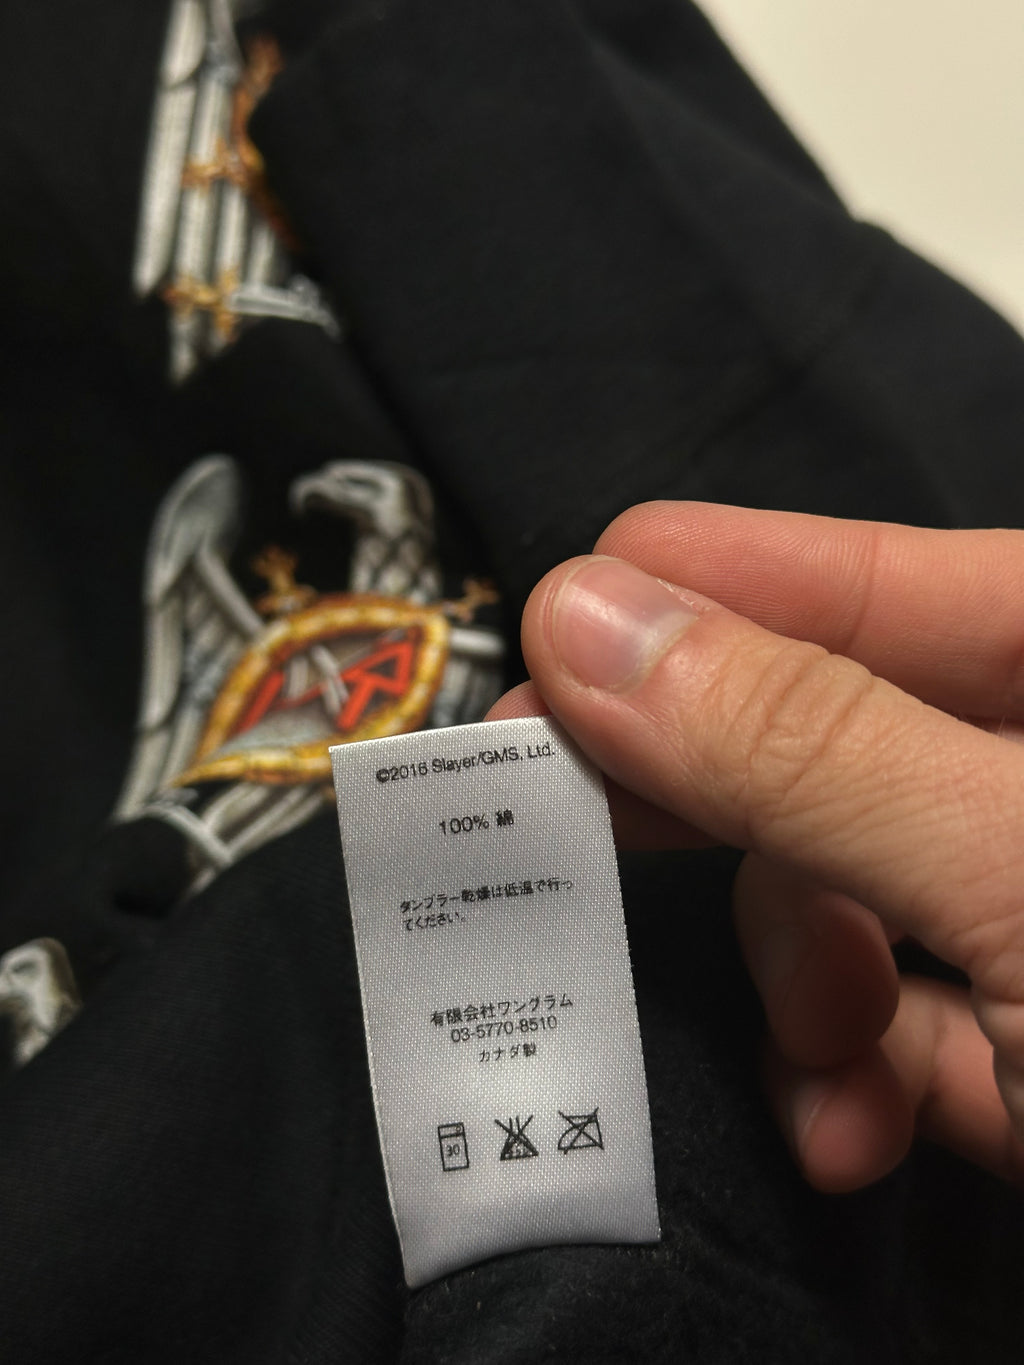 ©2016 Slayer/GMS, Ltd.
100% 綿
タンブラー乾燥は低温で行っ
てください。
有限会社ワングラム
03-5770-8510
カナダ製
30